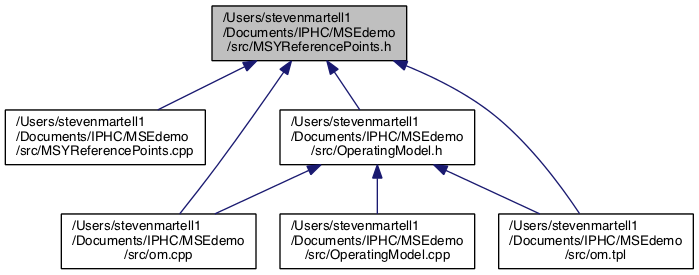 /Users/stevenmartell1
/Documents/IPHC/MSEdemo
/src/MSYReferencePoints.h
/Users/stevenmartell1
/Documents/IPHC/MSEdemo
/src/MSYReferencePoints.cpp
/Users/stevenmartell1
/Documents/IPHC/MSEdemo
/src/OperatingModel.h
/Users/stevenmartell1
/Documents/IPHC/MSEdemo
/src/om.cpp
/Users/stevenmartell1
/Documents/IPHC/MSEdemo
/src/OperatingModel.cpp
/Users/stevenmartell1
/Documents/IPHC/MSEdemo
/src/om.tpl